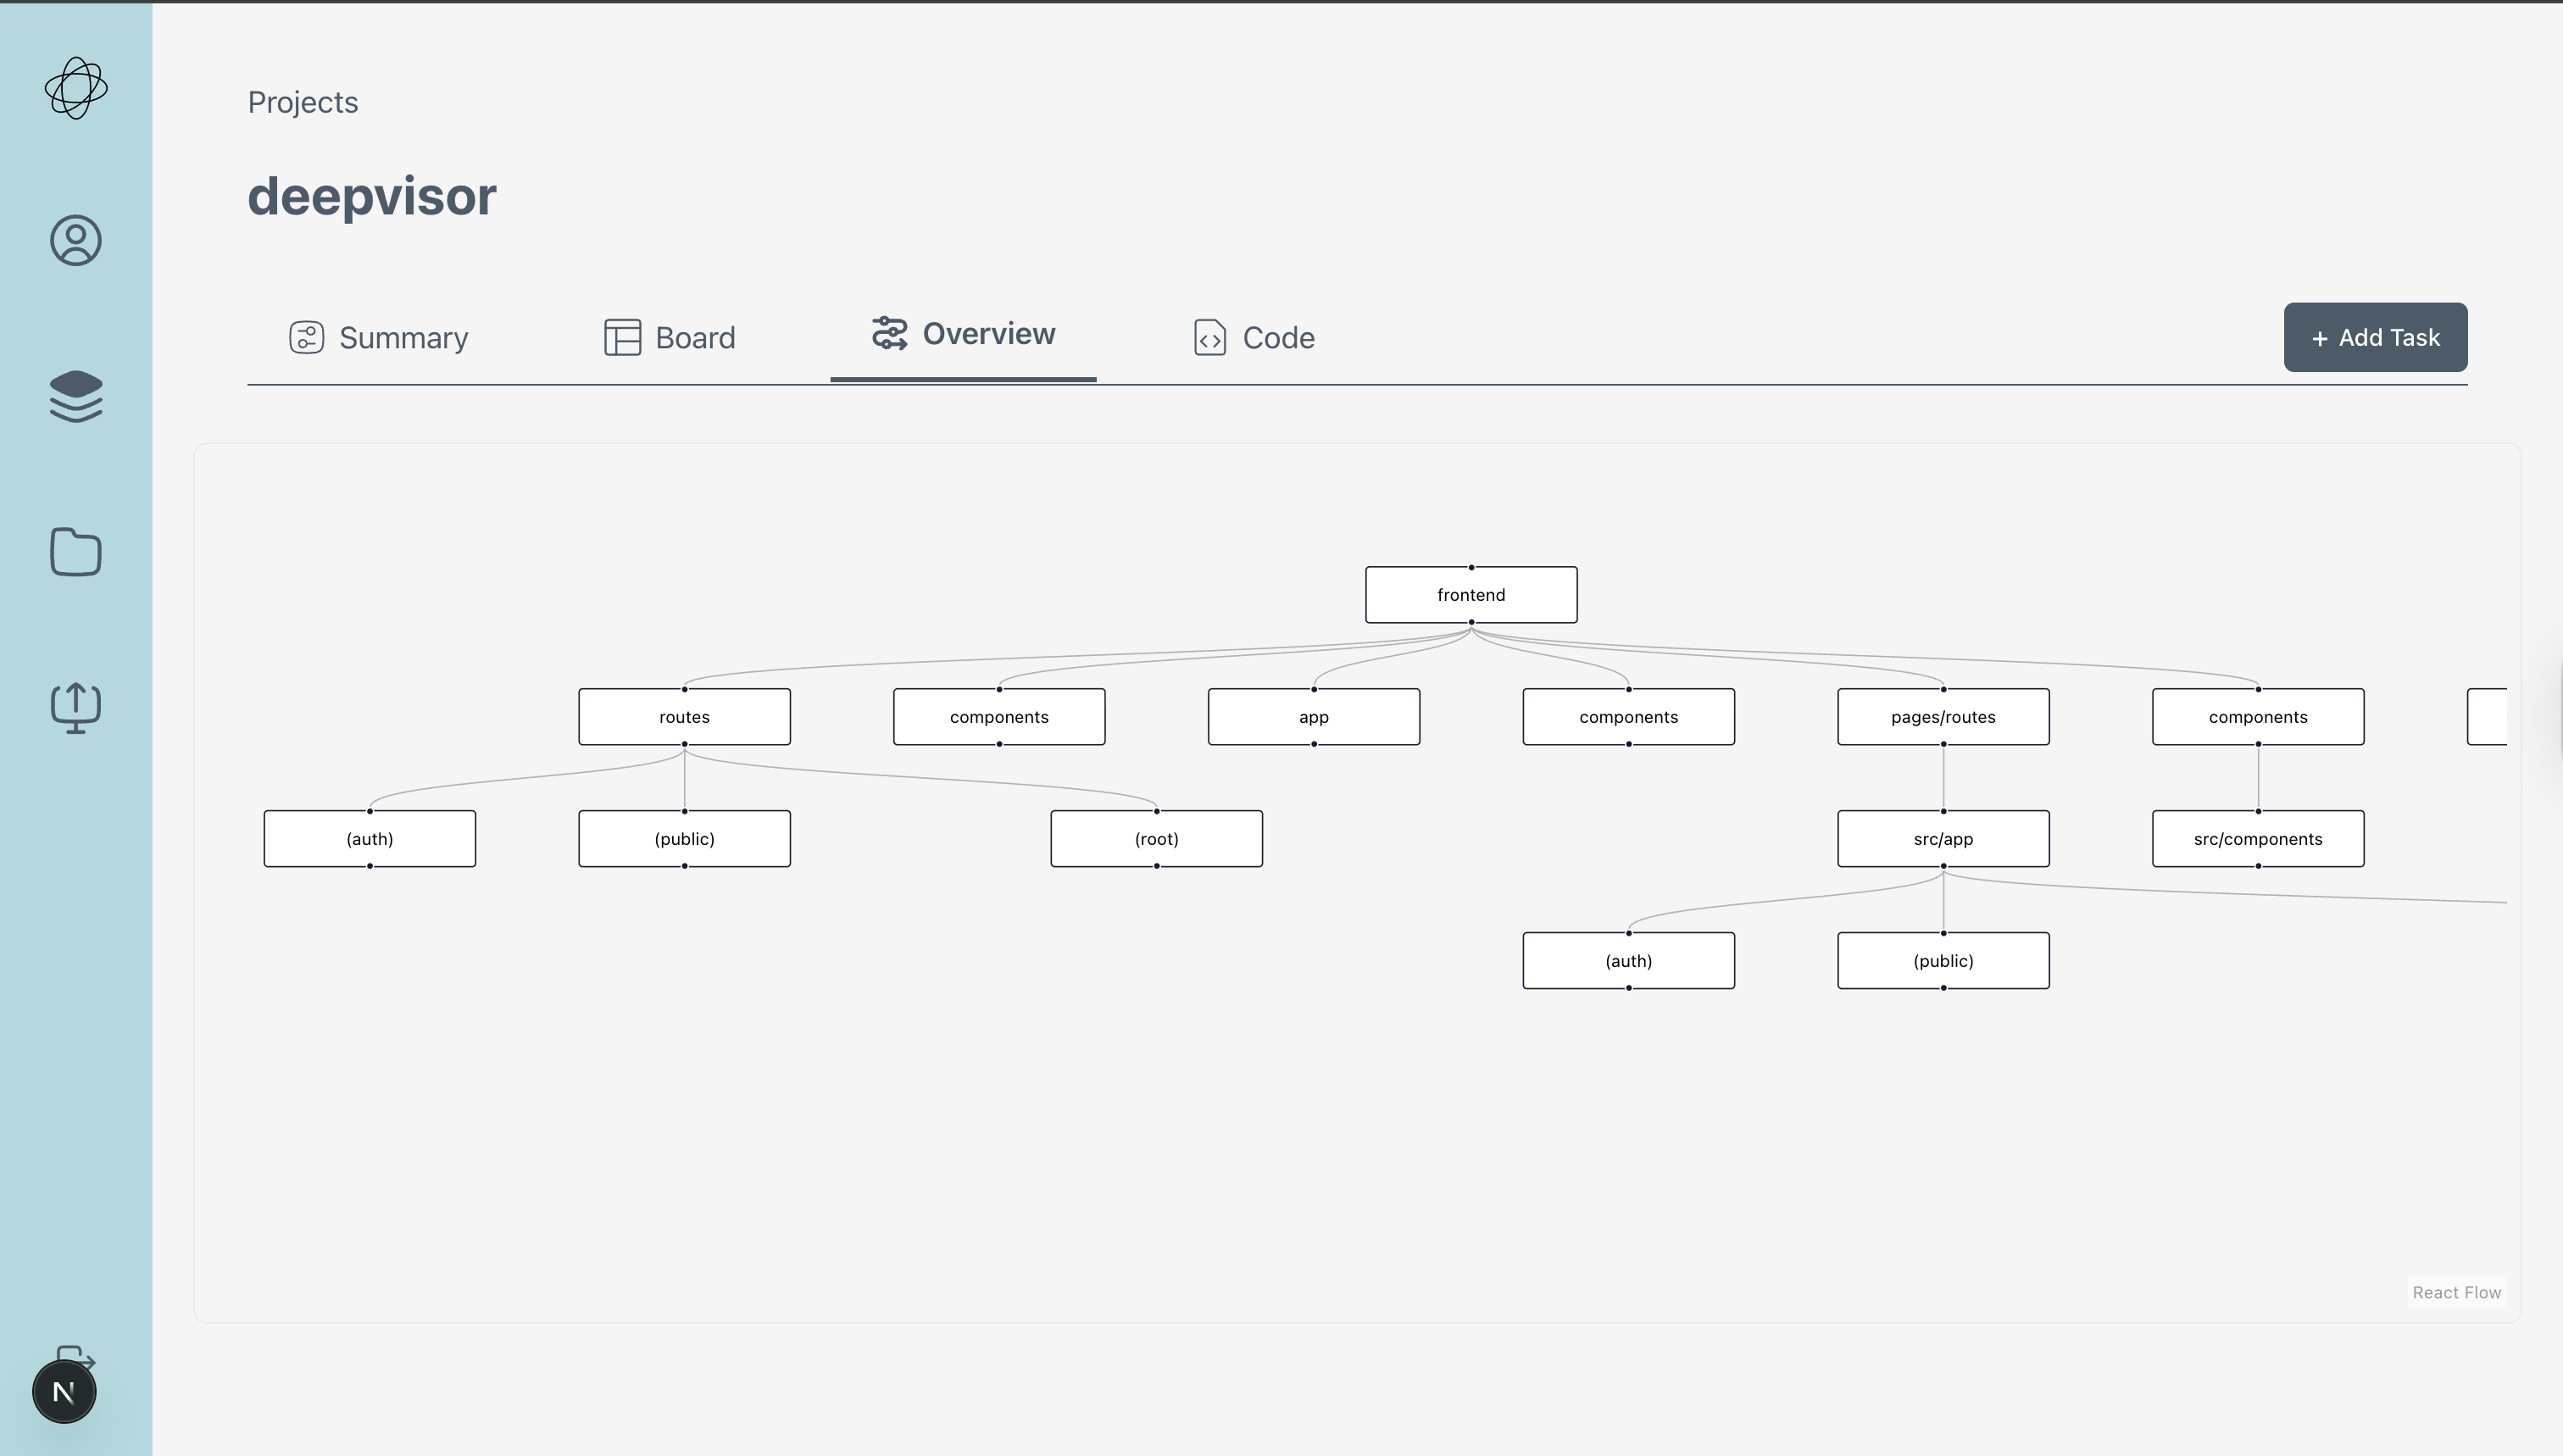 Projects
deepvisor
Summary
Board
Overview
Code
+ Add Task
frontend
routes
components
app
components
pages/routes
components
(auth)
(public)
(root)
src/app
src/components
(auth)
(public)
React Flow
N